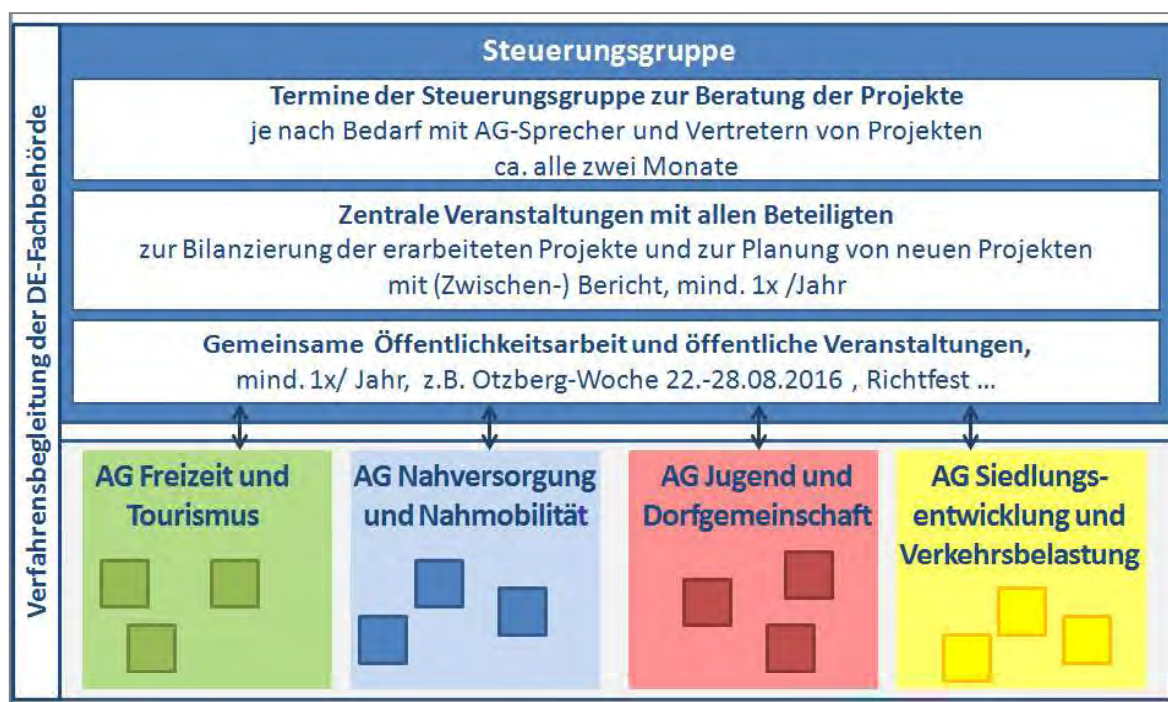 Verfahrensbegleitung der DE-Fachbehörde
Steuerungsgruppe
Termine der Steuerungsgruppe zur Beratung der Projekte
je nach Bedarf mit AG-Sprecher und Vertretern von Projekten
ca. alle zwei Monate
Zentrale Veranstaltungen mit allen Beteiligten
zur Bilanzierung der erarbeiteten Projekte und zur Planung von neuen Projekten
mit (Zwischen-) Bericht, mind. 1x /Jahr
Gemeinsame Öffentlichkeitsarbeit und öffentliche Veranstaltungen,
mind. 1x/ Jahr, z.B. Otzberg-Woche 22.-28.08.2016 , Richtfest ...
AG Freizeit und
Tourismus
AG Nahversorgung
und Nahmobilität
AG Jugend und
Dorfgemeinschaft
AG Siedlungs-
entwicklung und
Verkehrsbelastung